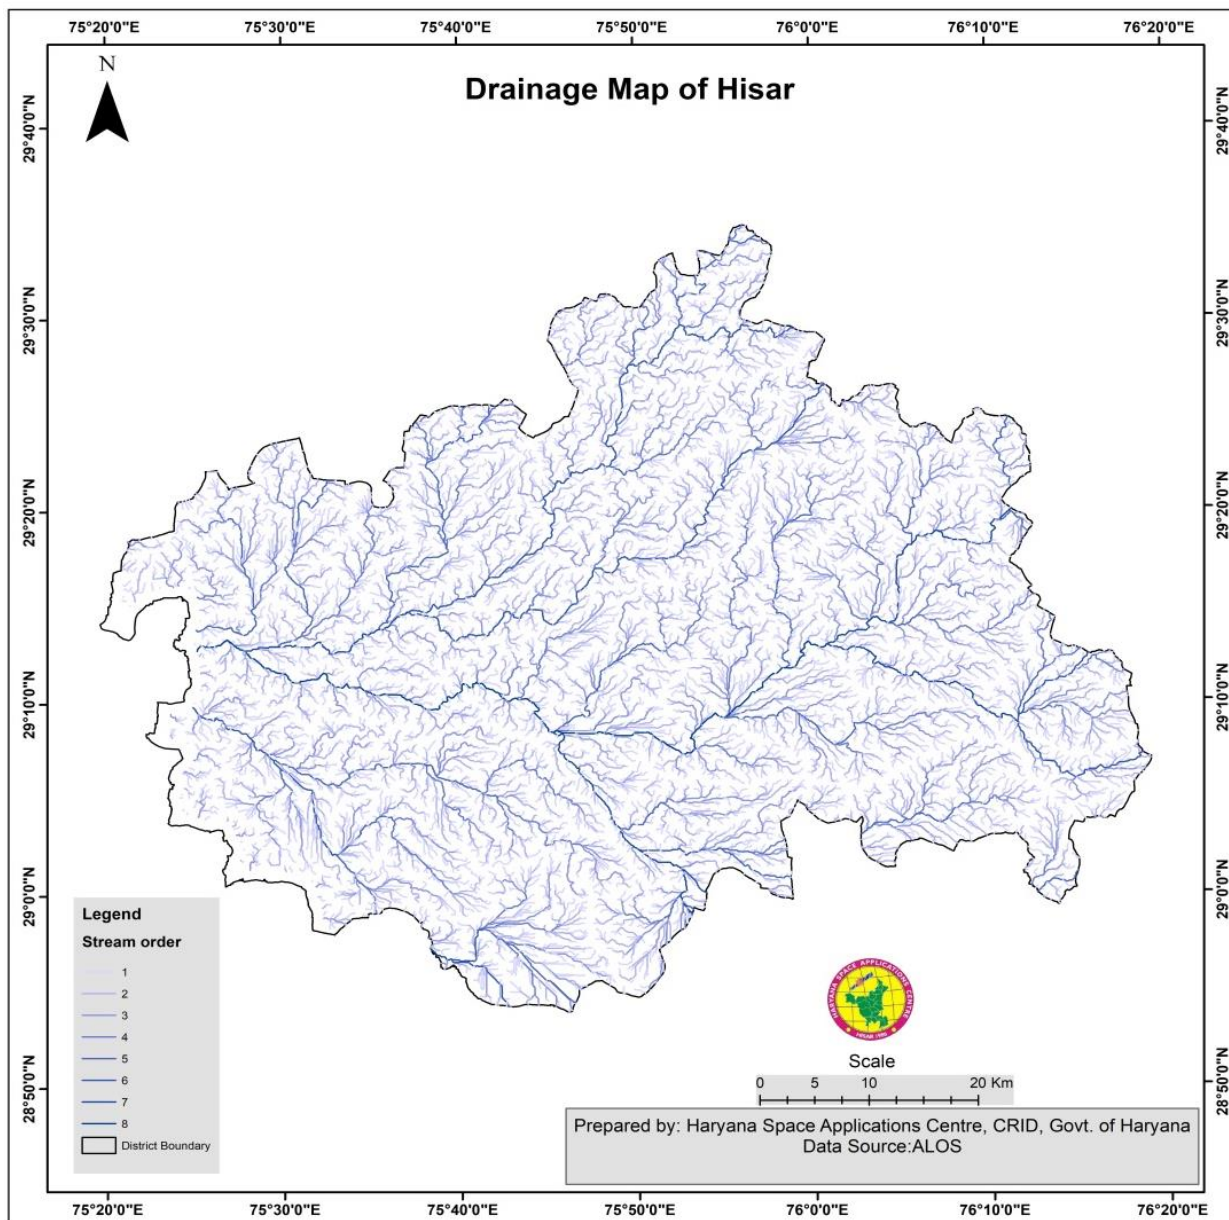 75°20'0"E 75°30'0"E 75°40'0"E 75°50'0"E 76°0'0"E 76°10'0"E 76°20'0"E
N
Drainage Map of Hisar
29°40'0"N 29°40'0"N
29°30'0"N 29°30'0"N
29°20'0"N 29°20'0"N
29°10'0"N 29°10'0"N
29°0'0"N 29°0'0"N
28°50'0"N 28°50'0"N
Legend
Stream order
1
2
3
4
5
6
7
8
District Boundary
HARYANA SPACE APPLICATIONS CENTRE
Scale
0 5 10 20 Km
Prepared by: Haryana Space Applications Centre, CRID, Govt. of Haryana
Data Source:ALOS
75°20'0"E 75°30'0"E 75°40'0"E 75°50'0"E 76°0'0"E 76°10'0"E 76°20'0"E